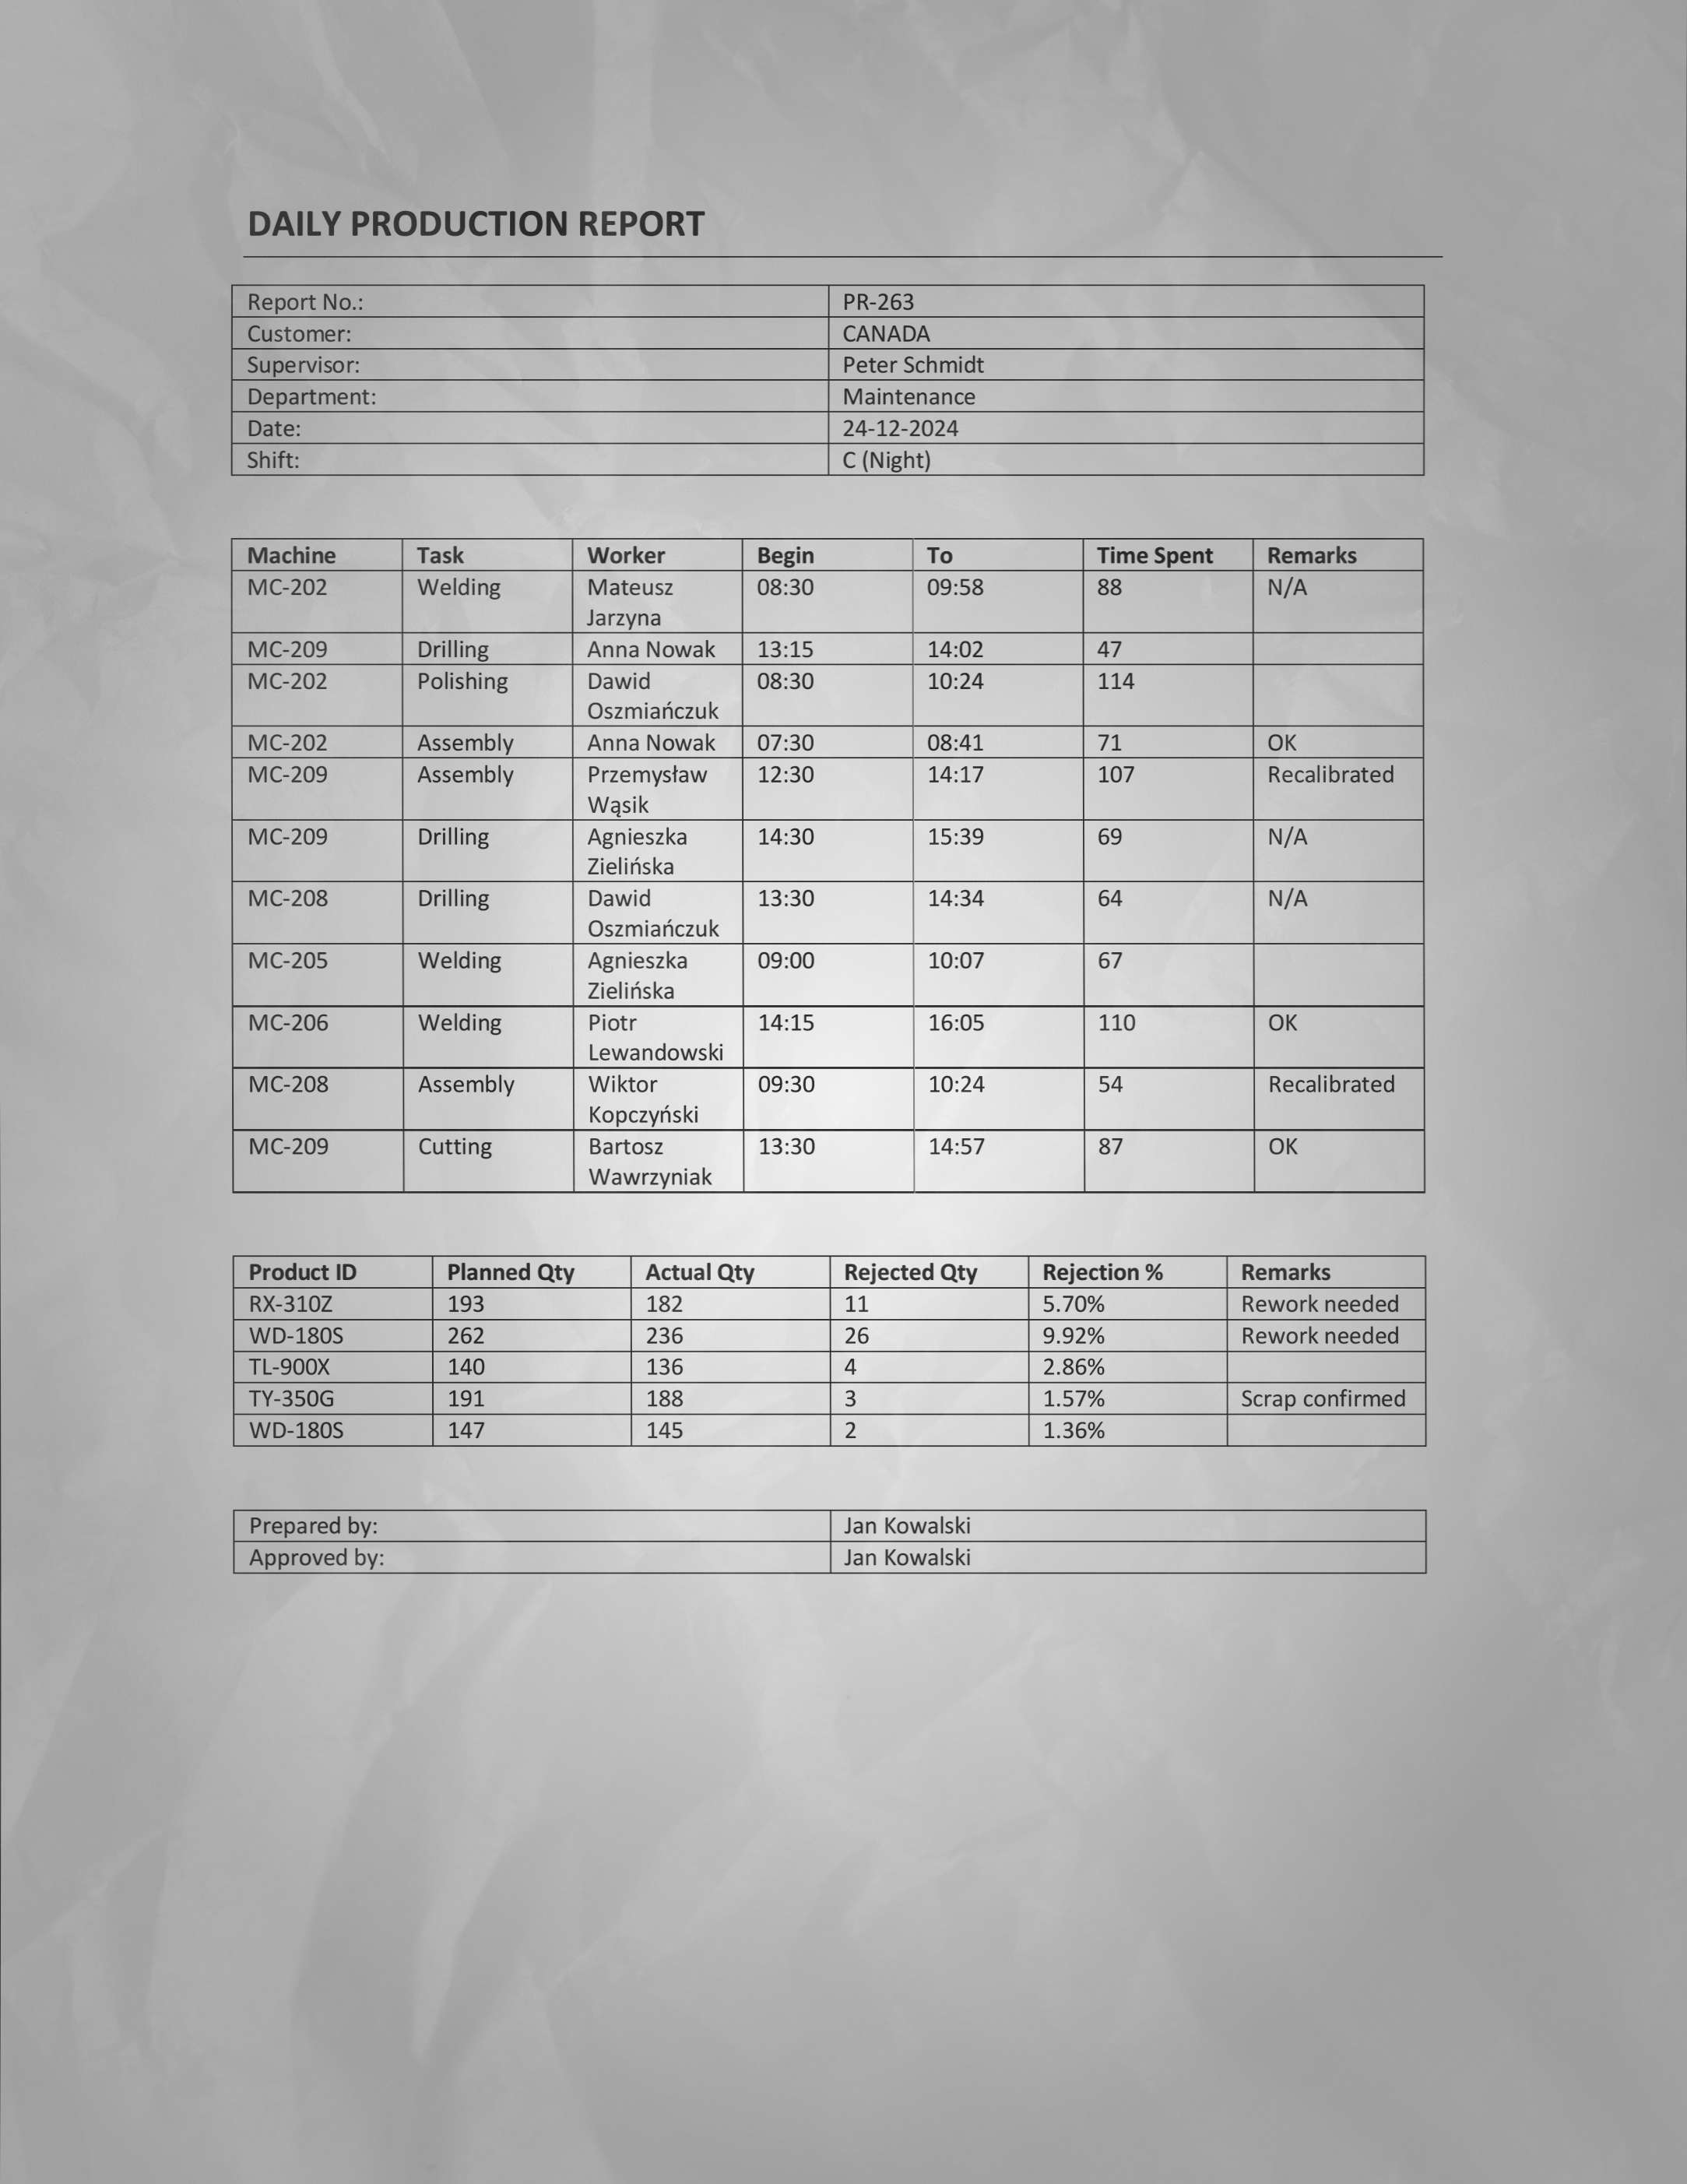 DAILY PRODUCTION REPORT
Report No.: PR-263
Customer: CANADA
Supervisor: Peter Schmidt
Department: Maintenance
Date: 24-12-2024
Shift: C (Night)
Machine Task Worker Begin To Time Spent Remarks
MC-202 Welding Mateusz 08:30 09:58 88 N/A
Jarzyna
MC-209 Drilling Anna Nowak 13:15 14:02 47
MC-202 Polishing Dawid 08:30 10:24 114
Oszmiańczuk
MC-202 Assembly Anna Nowak 07:30 08:41 71 OK
MC-209 Assembly Przemysław 12:30 14:17 107 Recalibrated
Wąsik
MC-209 Drilling Agnieszka 14:30 15:39 69 N/A
Zielińska
MC-208 Drilling Dawid 13:30 14:34 64 N/A
Oszmiańczuk
MC-205 Welding Agnieszka 09:00 10:07 67
Zielińska
MC-206 Welding Piotr 14:15 16:05 110 OK
Lewandowski
MC-208 Assembly Wiktor 09:30 10:24 54 Recalibrated
Kopczyński
MC-209 Cutting Bartosz 13:30 14:57 87 OK
Wawrzyniak
Product ID Planned Qty Actual Qty Rejected Qty Rejection % Remarks
RX-310Z 193 182 11 5.70% Rework needed
WD-180S 262 236 26 9.92% Rework needed
TL-900X 140 136 4 2.86%
TY-350G 191 188 3 1.57% Scrap confirmed
WD-180S 147 145 2 1.36%
Prepared by: Jan Kowalski
Approved by: Jan Kowalski